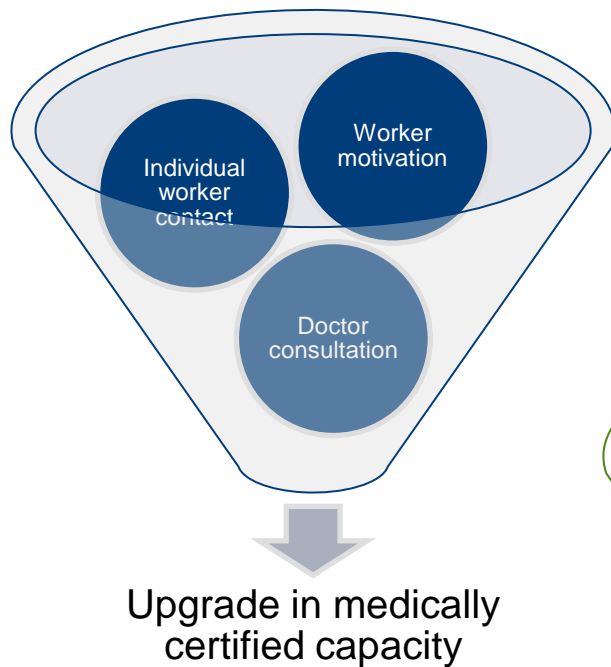 Worker
motivation
Individual
worker
contact
Doctor
consultation
Upgrade in medically
certified capacity